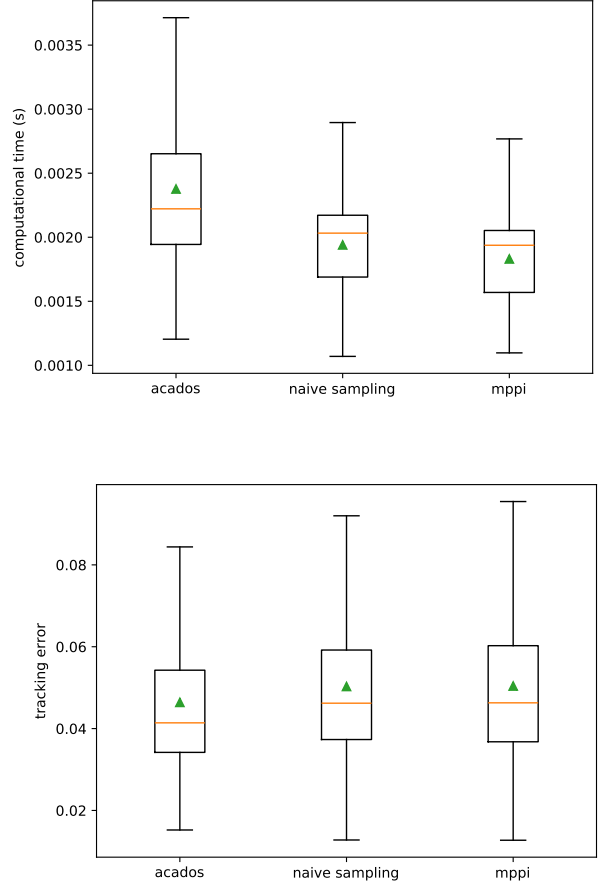 computational time (s)
0.0035
0.0030
0.0025
0.0020
0.0015
0.0010
acados naive sampling mppi
tracking error
0.08
0.06
0.04
0.02
acados naive sampling mppi